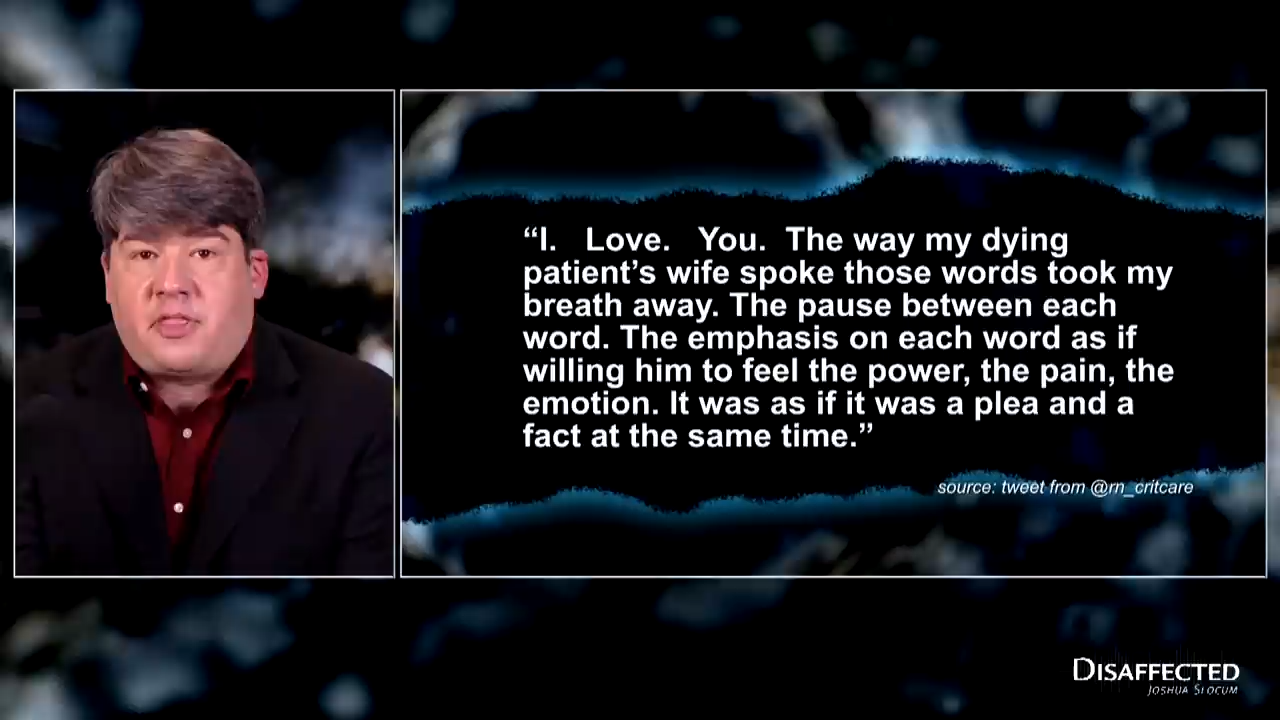 “I. Love. You. The way my dying
patient’s wife spoke those words took my
breath away. The pause between each
word. The emphasis on each word as if
willing him to feel the power, the pain, the
emotion. It was as if it was a plea and a
fact at the same time.”
source: tweet from @rn_critcare
DISAFFECTED
JOSHUA SLOCUM